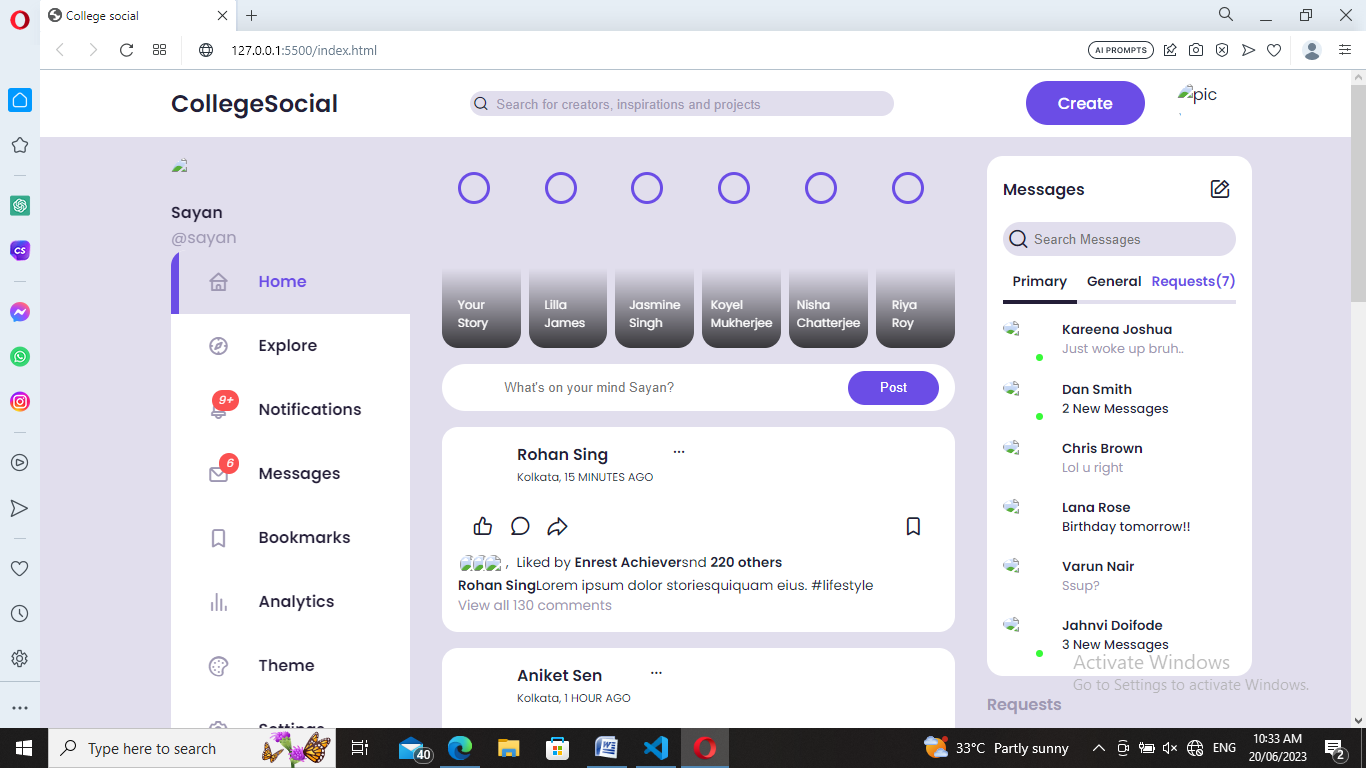 College social
127.0.0.1:5500/index.html
AI PROMPTS
CollegeSocial
Search for creators, inspirations and projects
Create
pic
Sayan
@sayan
Home
Explore
9+
Notifications
6
Messages
Bookmarks
Analytics
Theme
Settings
Your Story
Lilla James
Jasmine Singh
Koyel Mukherjee
Nisha Chatterjee
Riya Roy
What's on your mind Sayan?
Post
Rohan Sing
...
Kolkata, 15 MINUTES AGO
, Liked by Enrest Achieversnd 220 others
Rohan SingLorem ipsum dolor storiesquiquam eius. #lifestyle
View all 130 comments
Aniket Sen
...
Kolkata, 1 HOUR AGO
Messages
Search Messages
Primary General Requests(7)
Kareena Joshua
Just woke up bruh..
Dan Smith
2 New Messages
Chris Brown
Lol u right
Lana Rose
Birthday tomorrow!!
Varun Nair
Ssup?
Jahnvi Doifode
3 New Messages
Activate Windows
Go to Settings to activate Windows.
Requests
CS
Type here to search
40
33°C Partly sunny
ENG
10:33 AM
20/06/2023
2